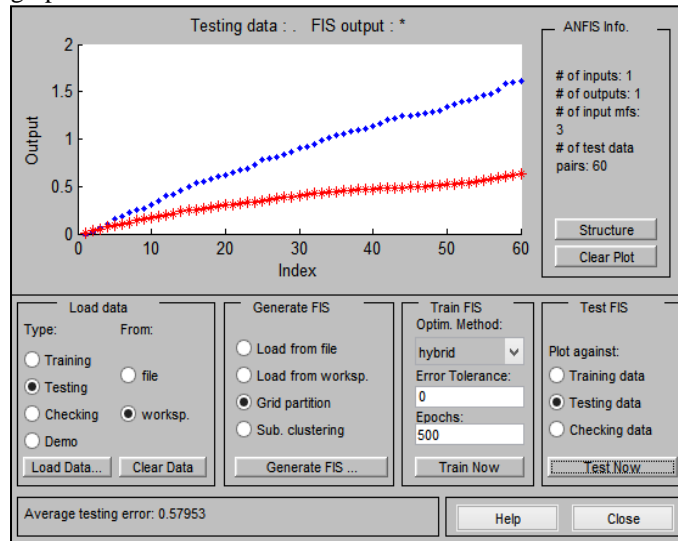 Testing data : .   FIS output : *
2
1.5
1
0.5
0
Output
0
10
20
30
40
50
60
Index
ANFIS Info.
# of inputs: 1
# of outputs: 1
# of input mfs:
3
# of test data
pairs: 60
Structure
Clear Plot
Load data
Type:
From:
Training
Testing
Checking
Demo
file
worksp.
Load Data...
Clear Data
Generate FIS
Load from file
Load from worksp.
Grid partition
Sub. clustering
Generate FIS ...
Train FIS
Optim. Method:
hybrid
Error Tolerance:
0
Epochs:
500
Train Now
Test FIS
Plot against:
Training data
Testing data
Checking data
Test Now
Average testing error: 0.57953
Help
Close